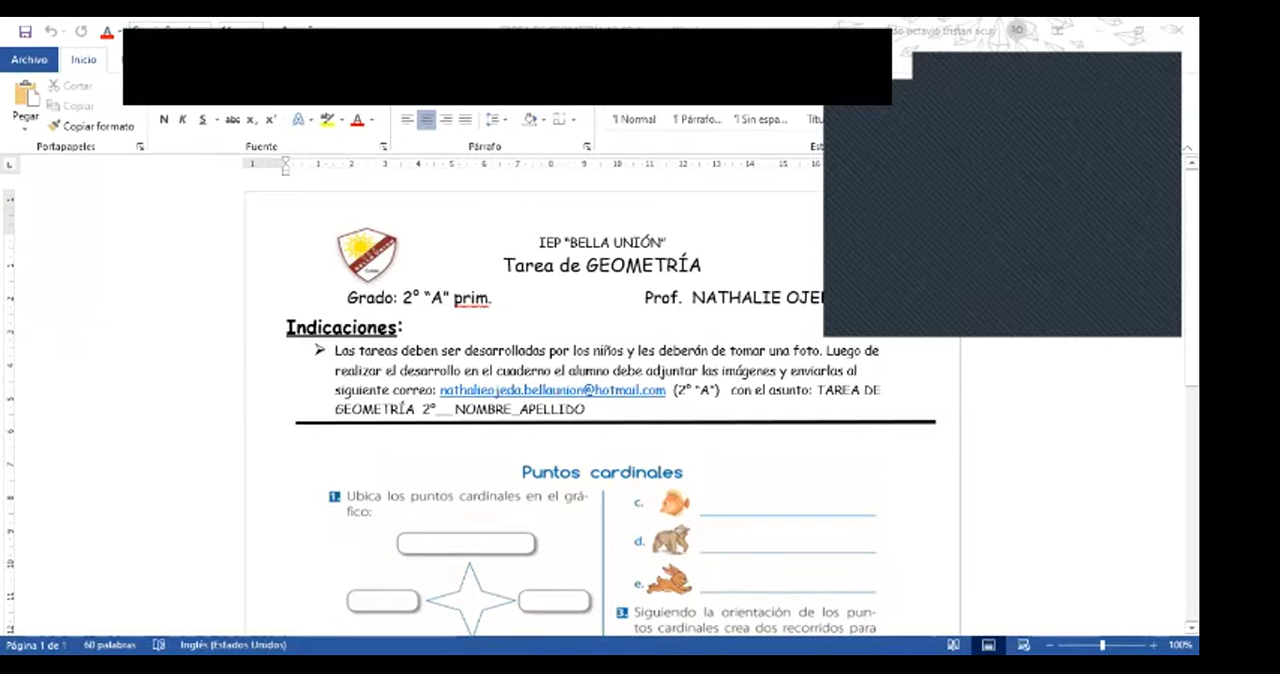 Archivo Inicio
Cortar
Copiar
Pegar
Copiar formato
N K S abc x, x'
¶ Normal ¶ Párrafo... ¶ Sin espa...
Portapapeles Fuente Párrafo
IEP "BELLA UNIÓN"
Tarea de GEOMETRÍA
Grado: 2° "A" prim. Prof. NATHALIE
Indicaciones:
➢ Las tareas deben ser desarrolladas por los niños y les deberán de tomar una foto. Luego de
realizar el desarrollo en el cuaderno el alumno debe adjuntar las imágenes y enviarlas al
siguiente correo: nathalieojeda.bellaunion@hotmail.com (2° "A") con el asunto: TAREA DE
GEOMETRÍA 2°__ NOMBRE_APELLIDO
Puntos cardinales
1. Ubica los puntos cardinales en el grá-
fico:
c.
d.
e.
3. Siguiendo la orientación de los pun-
tos cardinales crea dos recorridos para
Página 1 de 1 60 palabras Inglés (Estados Unidos) 100%